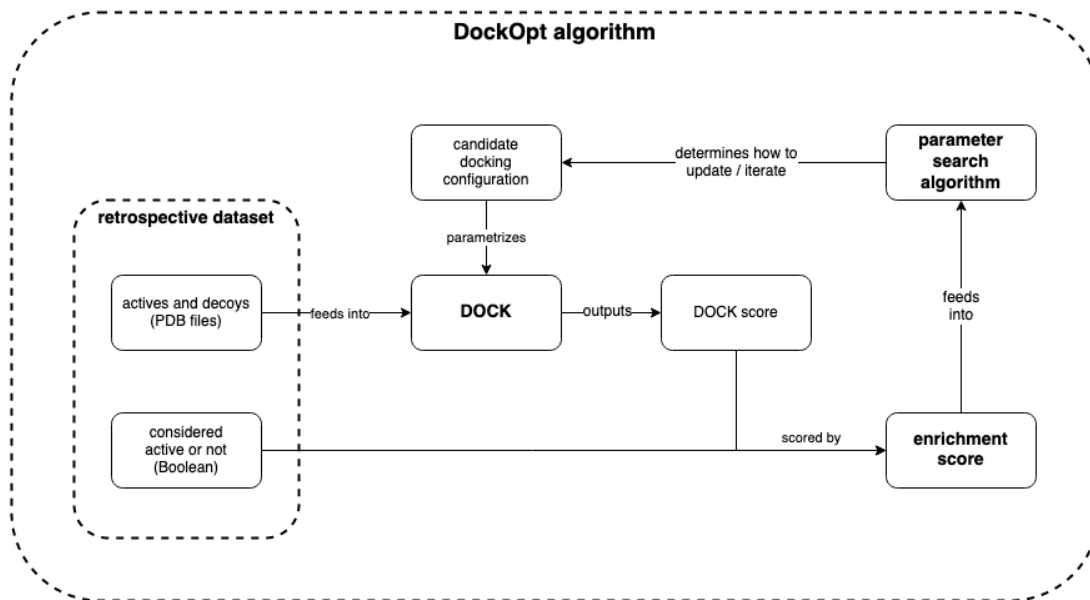 DockOpt algorithm
candidate
docking
configuration
determines how to
update / iterate
parameter
search
algorithm
retrospective dataset
parametrizes
actives and decoys
(PDB files)
feeds into
DOCK
outputs
DOCK score
feeds
into
considered
active or not
(Boolean)
scored by
enrichment
score